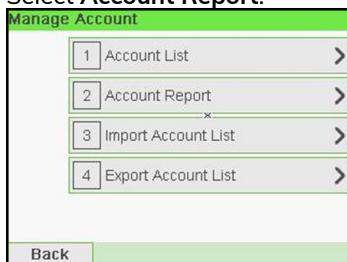 Select Account Report.
Manage Account
1 Account List
2 Account Report
3 Import Account List
4 Export Account List
Back